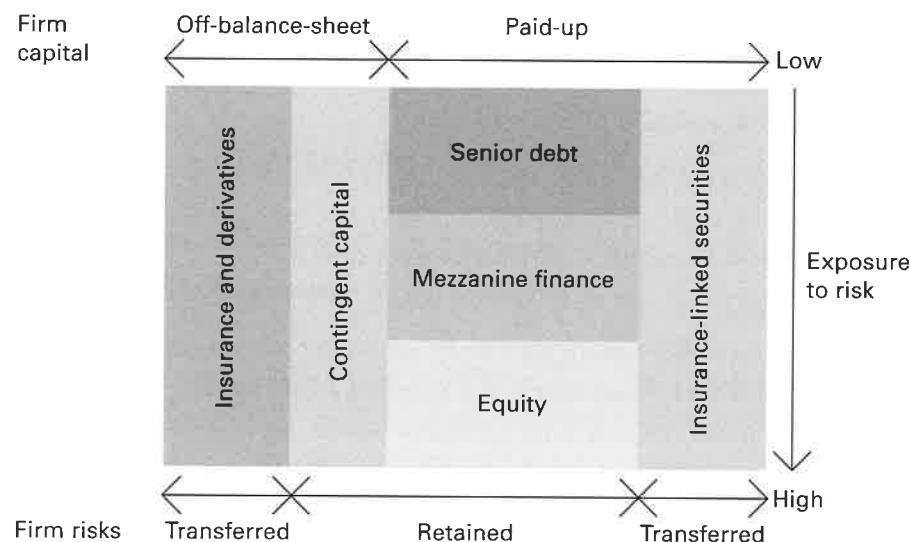 Firm
capital
Off-balance-sheet
Paid-up
Low
Insurance and derivatives
Contingent capital
Senior debt
Mezzanine finance
Equity
Insurance-linked securities
Exposure
to risk
High
Firm risks
Transferred
Retained
Transferred